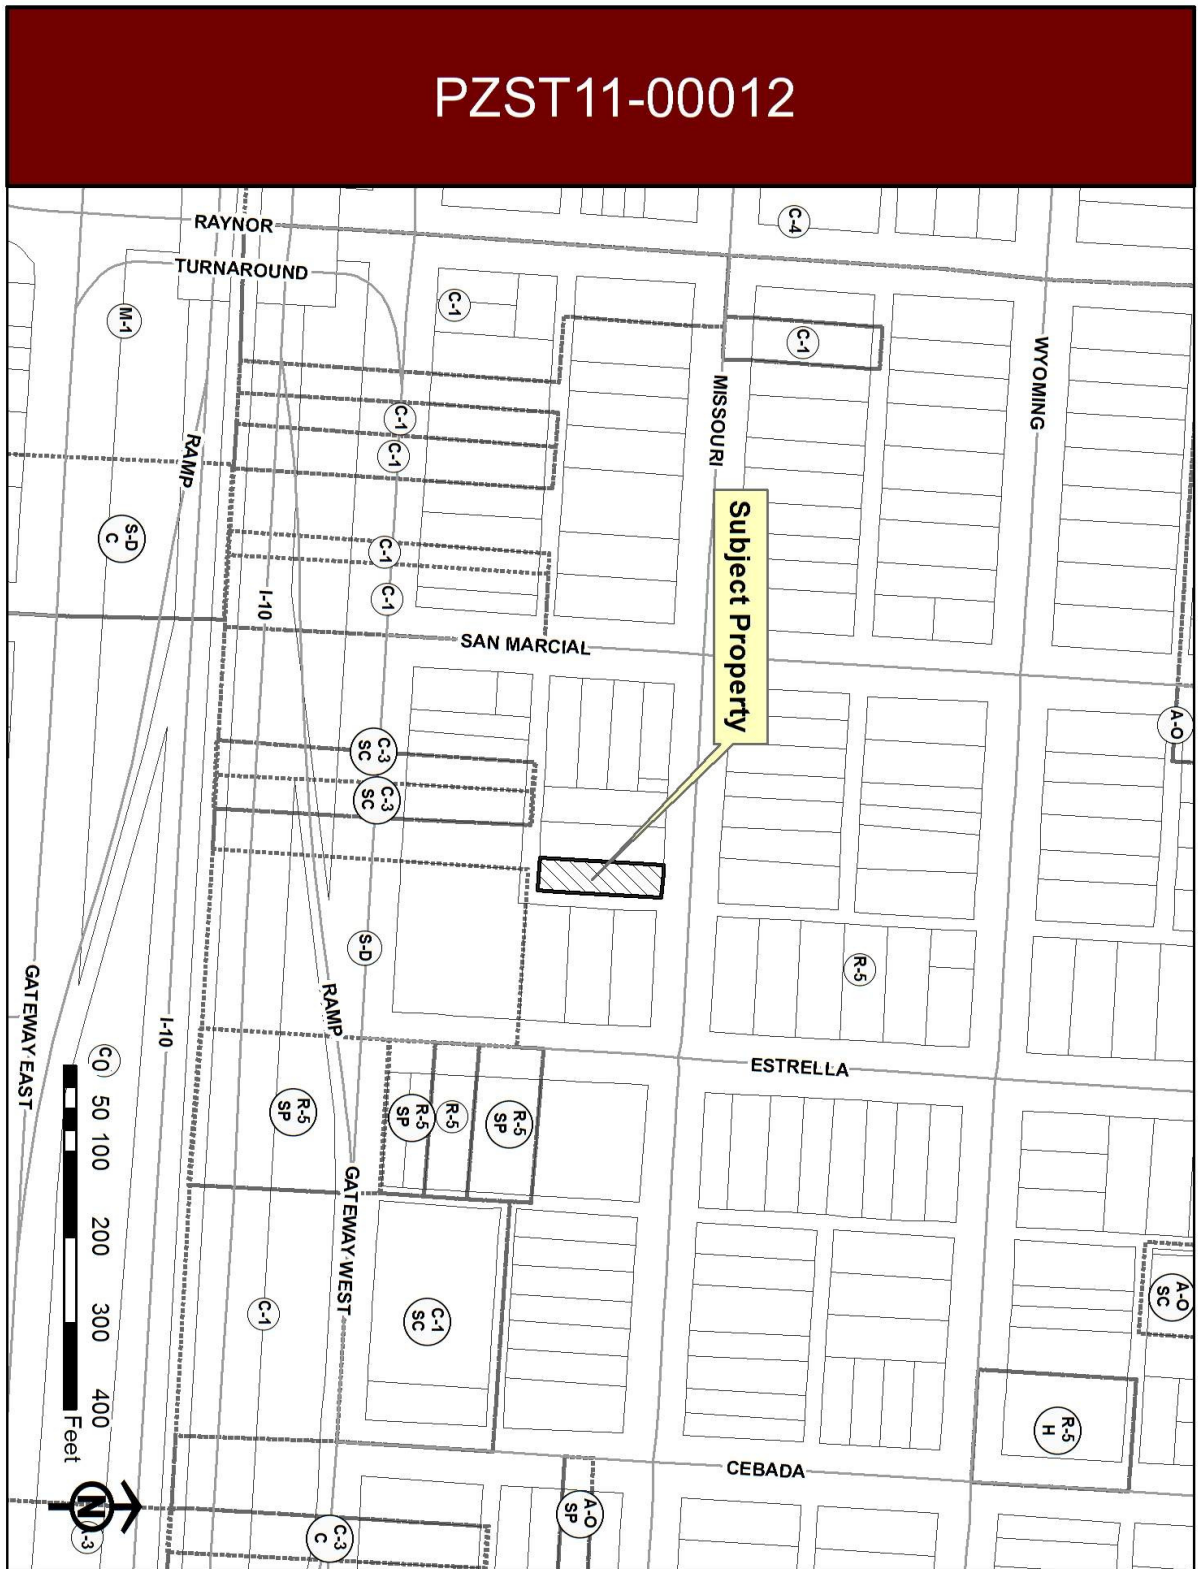 PZST11-00012
RAYNOR
C-4
TURNAROUND
M-1
C-1
C-1
WYOMING
MISSOURI
C-1
RAMP
C-1
S-D
C
C-1
Subject Property
I-10
C-1
SAN MARCIAL
A-O
C-3
SC
C-3
SC
S-D
R-5
GATEWAY EAST
RAMP
I-10
ESTRELLA
R-5
SP
R-5
SP
R-5
R-5
SP
GATEWAY WEST
C-1
C-1
SC
A-O
SC
R-5
H
0 50 100 200 300 400
Feet
CEBADA
N
A-O
SP
C-3
C